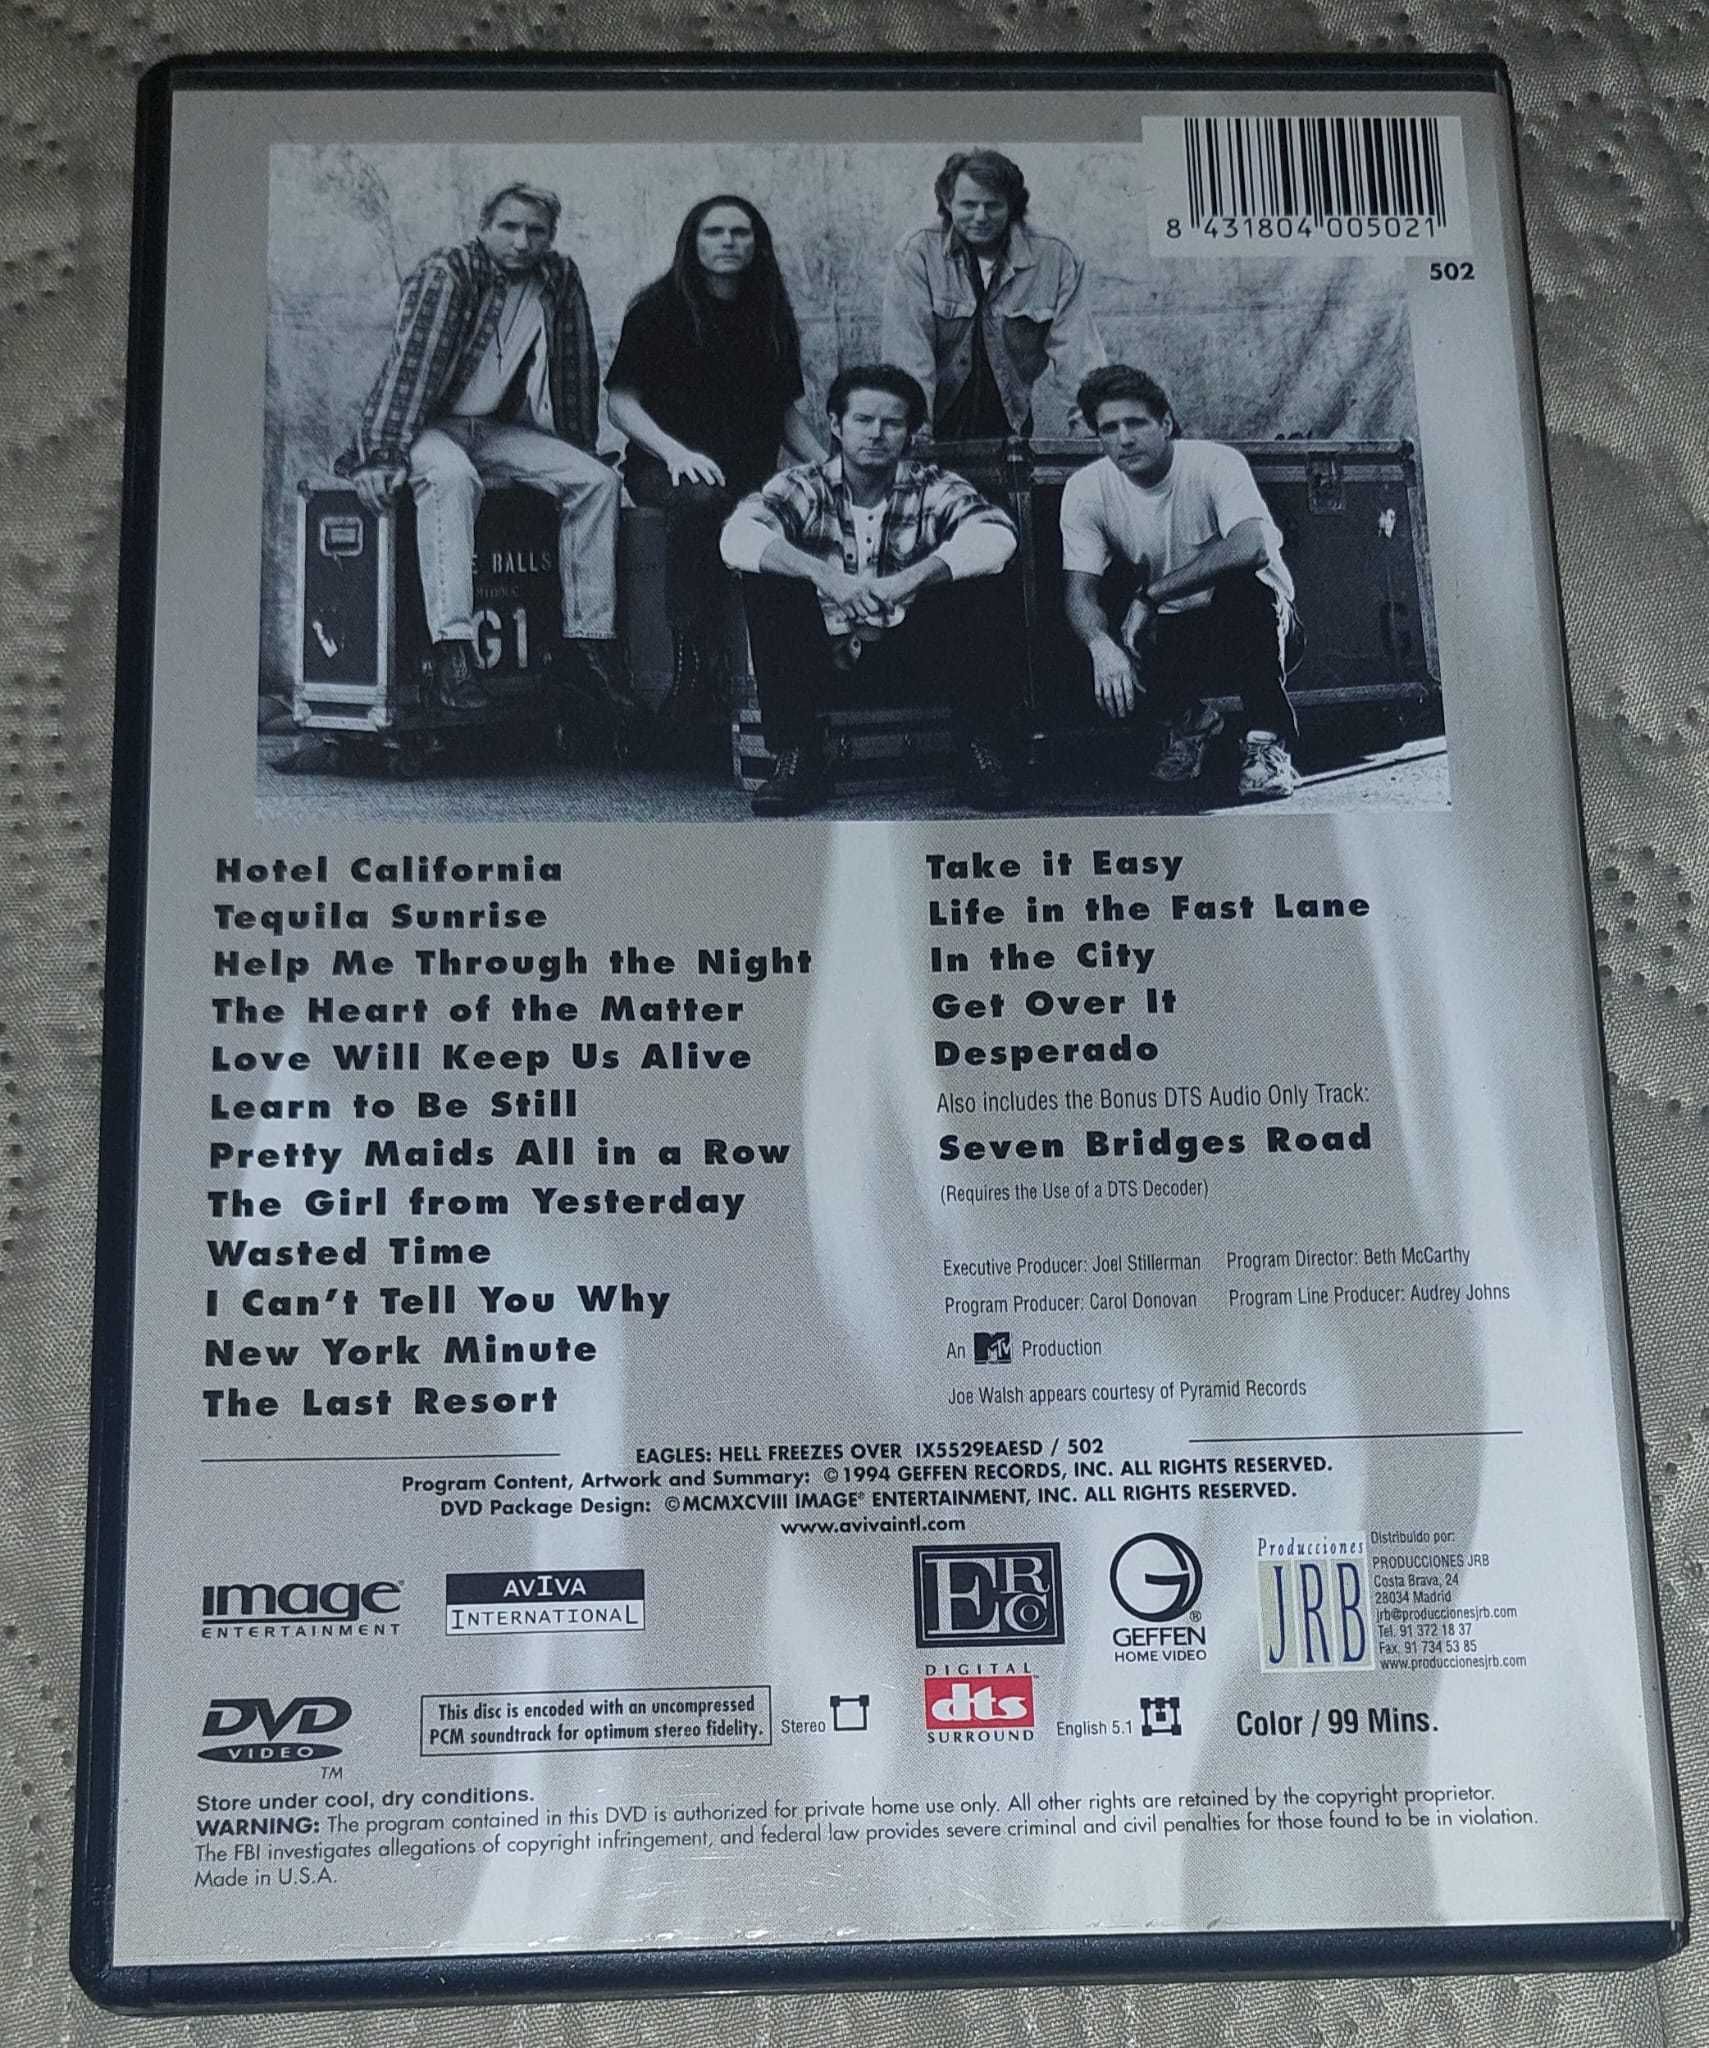 8 431804 005021
502
E BALLS
MIDDLE
G1
Hotel California
Tequila Sunrise
Help Me Through the Night
The Heart of the Matter
Love Will Keep Us Alive
Learn to Be Still
Pretty Maids All in a Row
The Girl from Yesterday
Wasted Time
I Can't Tell You Why
New York Minute
The Last Resort
Take it Easy
Life in the Fast Lane
In the City
Get Over It
Desperado
Also includes the Bonus DTS Audio Only Track:
Seven Bridges Road
(Requires the Use of a DTS Decoder)
Executive Producer: Joel Stillerman Program Director: Beth McCarthy
Program Producer: Carol Donovan Program Line Producer: Audrey Johns
An MTV Production
Joe Walsh appears courtesy of Pyramid Records
EAGLES: HELL FREEZES OVER IX5529EAESD / 502
Program Content, Artwork and Summary: ©1994 GEFFEN RECORDS, INC. ALL RIGHTS RESERVED.
DVD Package Design: ©MCMXCVIII IMAGE® ENTERTAINMENT, INC. ALL RIGHTS RESERVED.
www.avivaintl.com
image®
ENTERTAINMENT
AVIVA
INTERNATIONAL
ERCO
G®
GEFFEN
HOME VIDEO
Producciones
JRB
Distribuido por:
PRODUCCIONES JRB
Costa Brava, 24
28034 Madrid
jrb@produccionesjrb.com
Tel. 91 372 18 37
Fax. 91 734 53 85
www.produccionesjrb.com
DVD
VIDEO
TM
This disc is encoded with an uncompressed
PCM soundtrack for optimum stereo fidelity.
Stereo
DIGITAL
dts™
SURROUND
English 5.1
Color / 99 Mins.
Store under cool, dry conditions.
WARNING: The program contained in this DVD is authorized for private home use only. All other rights are retained by the copyright proprietor.
The FBI investigates allegations of copyright infringement, and federal law provides severe criminal and civil penalties for those found to be in violation.
Made in U.S.A.